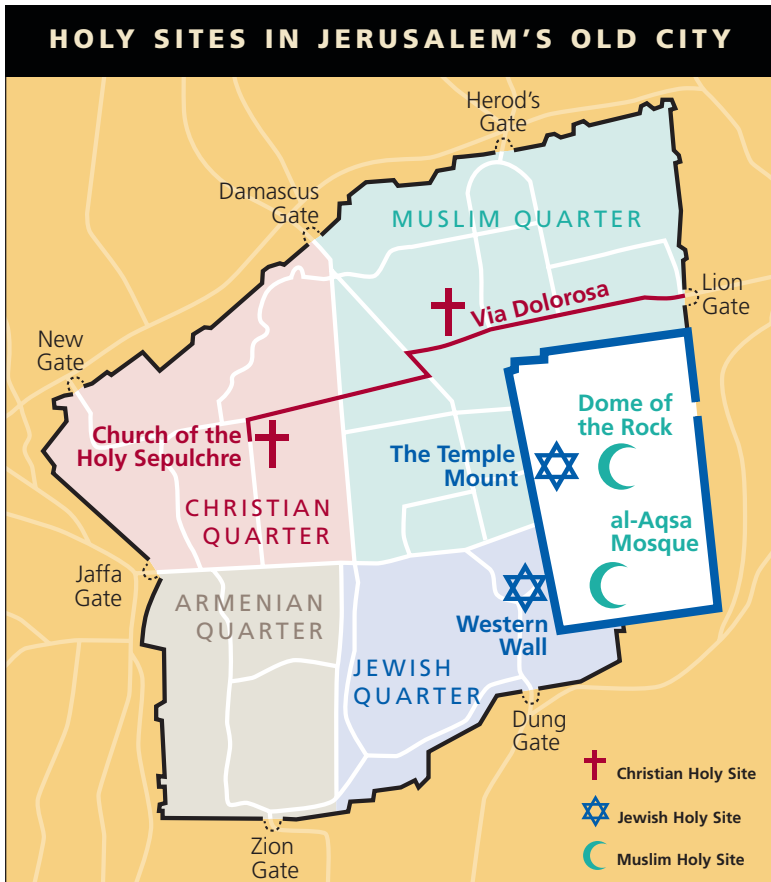 HOLY SITES IN JERUSALEM'S OLD CITY
Herod's
Gate
Damascus
Gate
MUSLIM QUARTER
Lion
Gate
Via Dolorosa
New
Gate
Church of the
Holy Sepulchre
Dome of
the Rock
The Temple
Mount
CHRISTIAN
QUARTER
al-Aqsa
Mosque
Jaffa
Gate
ARMENIAN
QUARTER
Western
Wall
JEWISH
QUARTER
Dung
Gate
Zion
Gate
Christian Holy Site
Jewish Holy Site
Muslim Holy Site